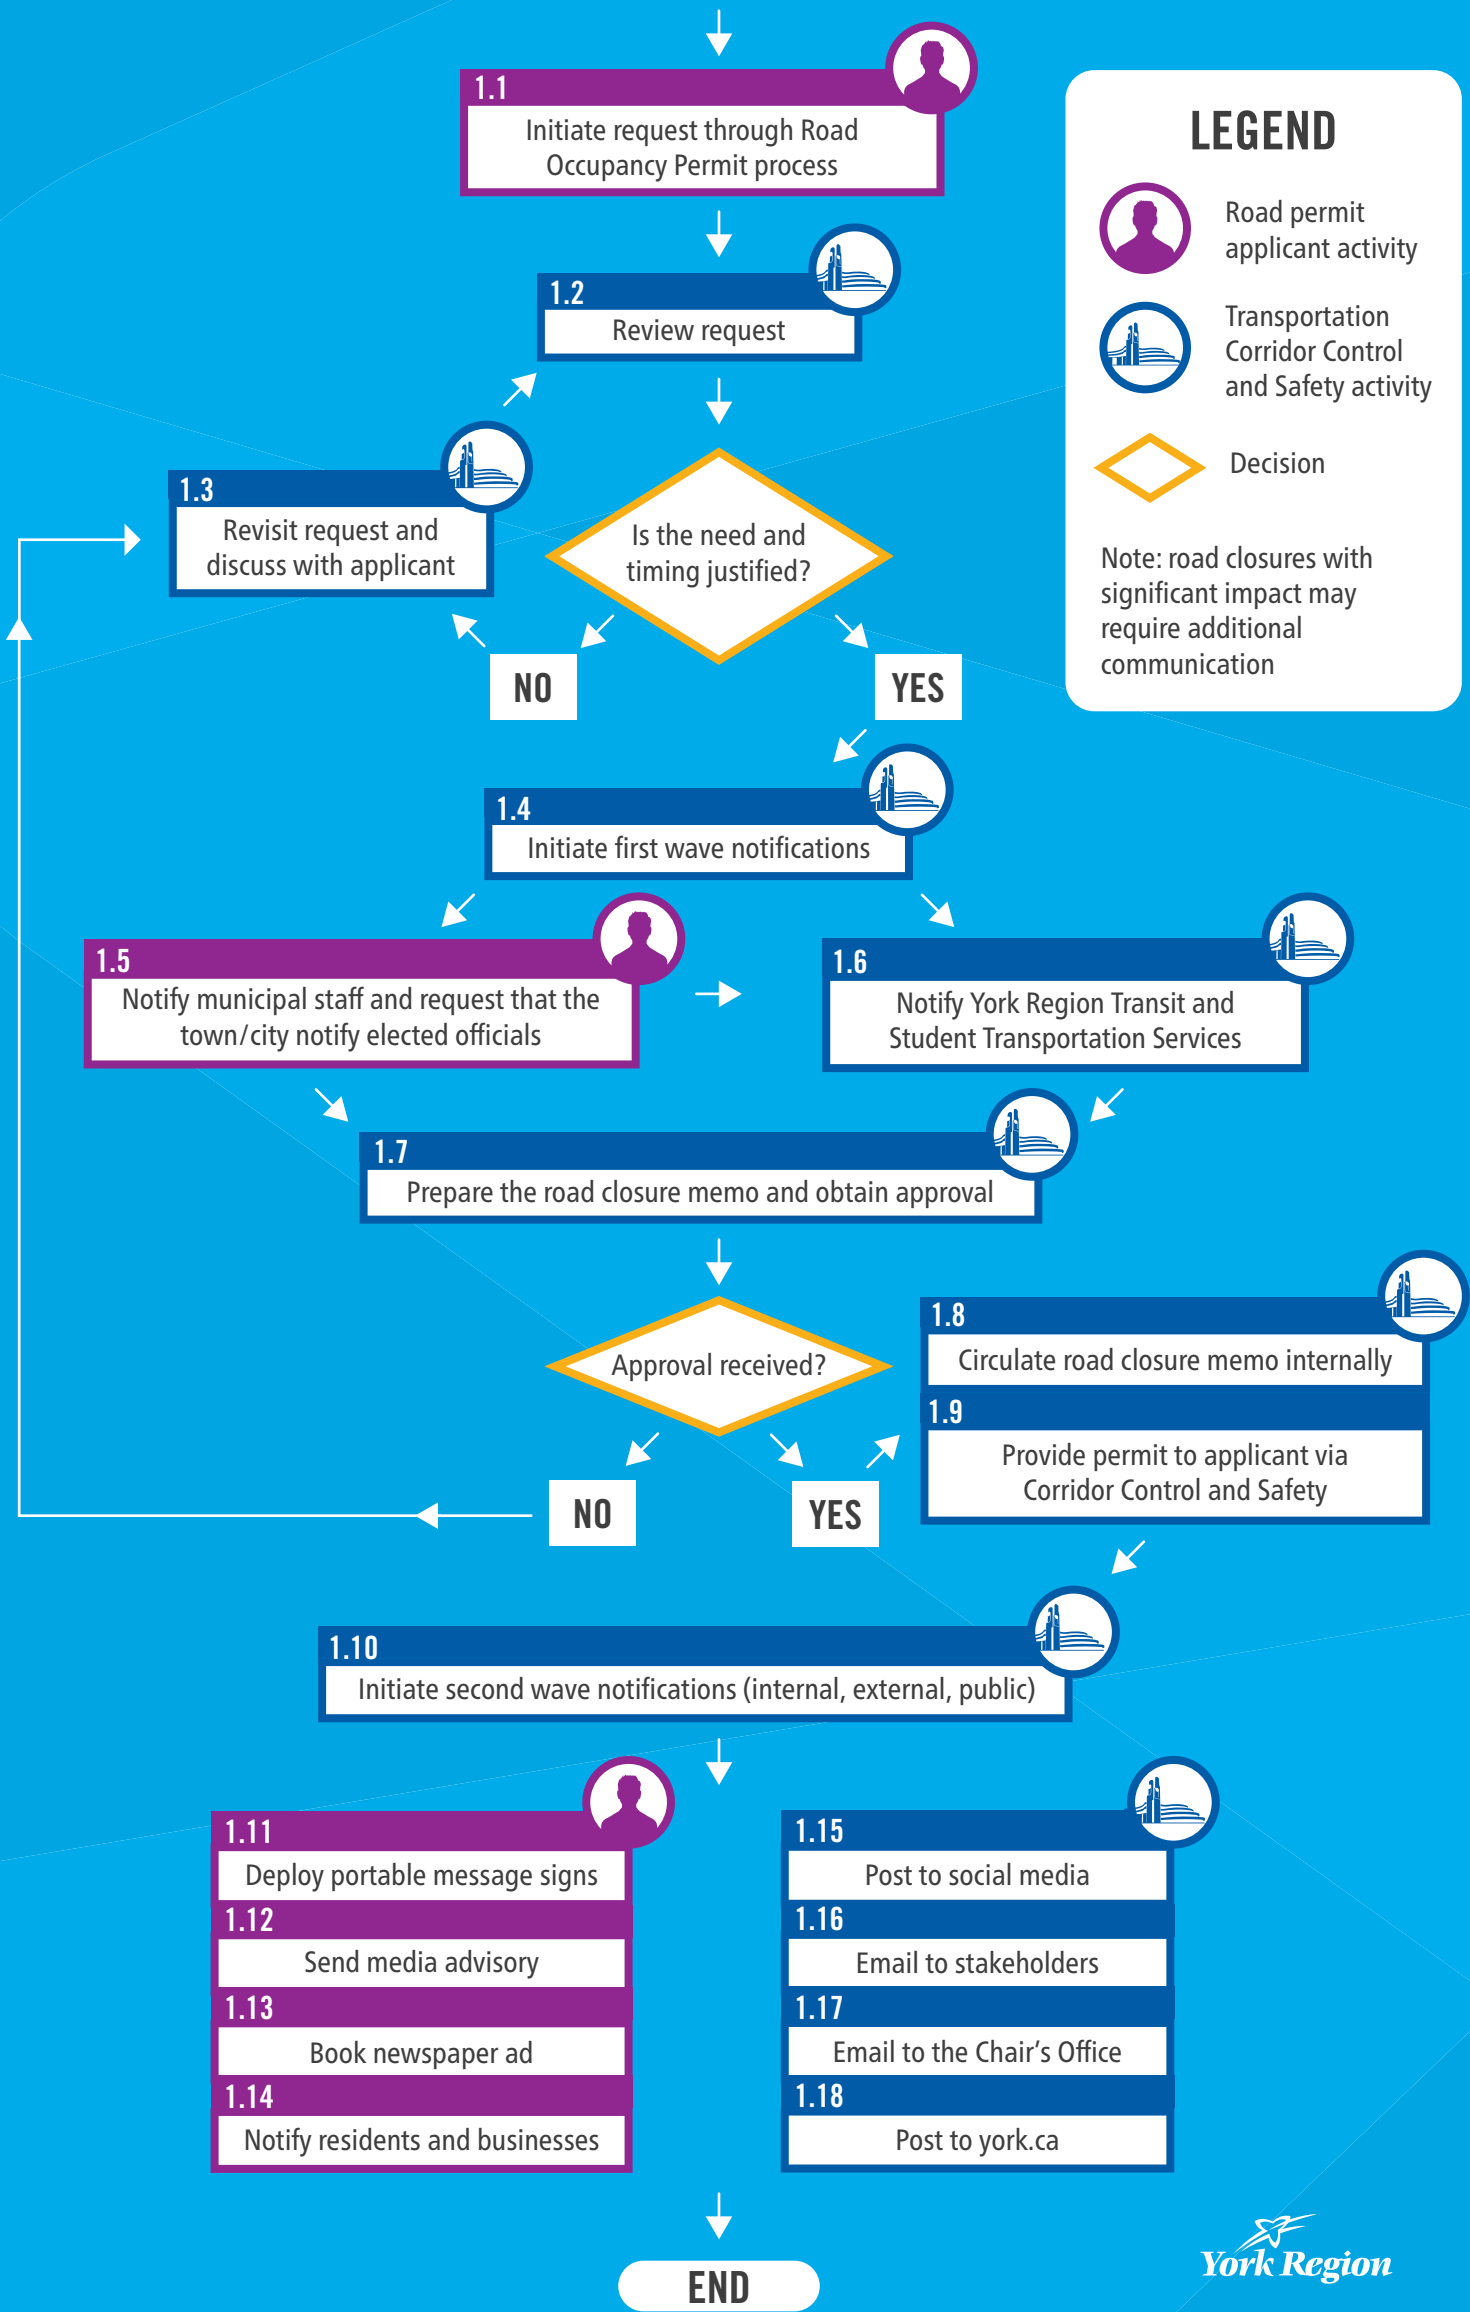 1.1
Initiate request through Road
Occupancy Permit process
LEGEND
Road permit
applicant activity
Transportation
Corridor Control
and Safety activity
Decision
Note: road closures with
significant impact may
require additional
communication
1.2
Review request
1.3
Revisit request and
discuss with applicant
Is the need and
timing justified?
NO
YES
1.4
Initiate first wave notifications
1.5
Notify municipal staff and request that the
town/city notify elected officials
1.6
Notify York Region Transit and
Student Transportation Services
1.7
Prepare the road closure memo and obtain approval
Approval received?
NO
YES
1.8
Circulate road closure memo internally
1.9
Provide permit to applicant via
Corridor Control and Safety
1.10
Initiate second wave notifications (internal, external, public)
1.11
Deploy portable message signs
1.12
Send media advisory
1.13
Book newspaper ad
1.14
Notify residents and businesses
1.15
Post to social media
1.16
Email to stakeholders
1.17
Email to the Chair's Office
1.18
Post to york.ca
END
York Region